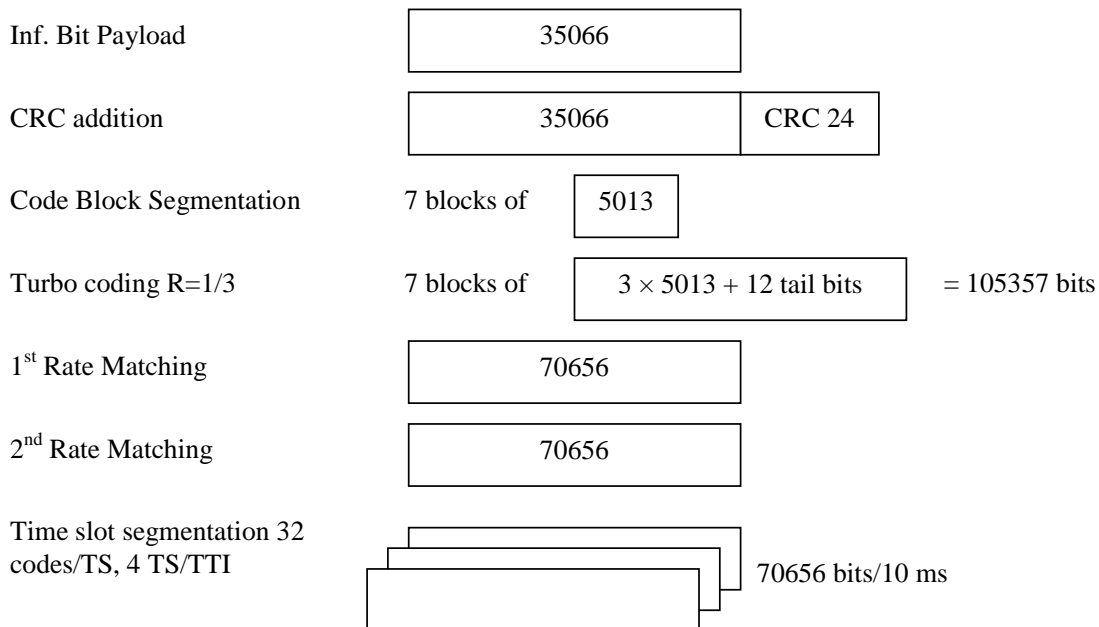 Inf. Bit Payload 35066
CRC addition 35066 CRC 24
Code Block Segmentation 7 blocks of 5013
Turbo coding R=1/3 7 blocks of 3 × 5013 + 12 tail bits = 105357 bits
1st Rate Matching 70656
2nd Rate Matching 70656
Time slot segmentation 32
codes/TS, 4 TS/TTI
70656 bits/10 ms